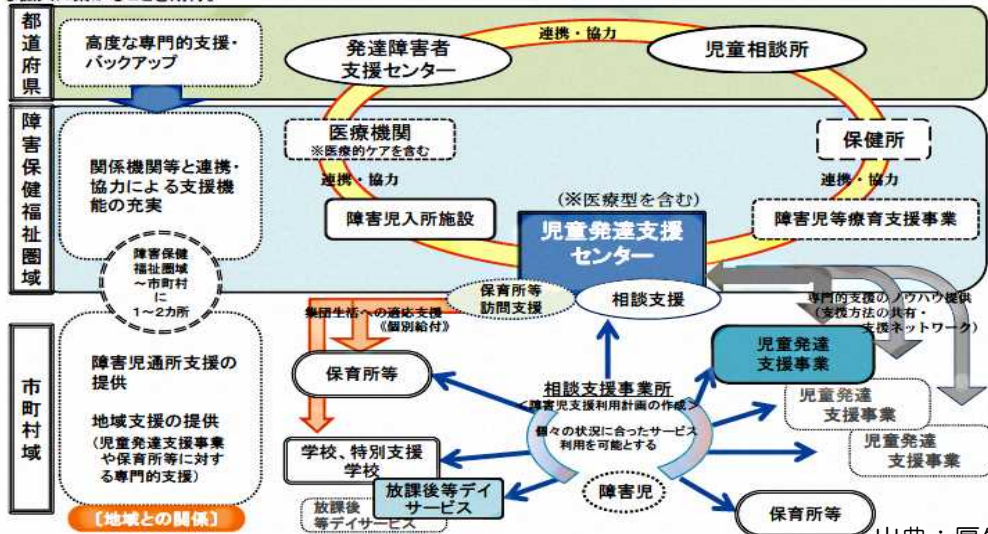 都道府県
高度な専門的支援・
バックアップ
発達障害者
支援センター
連携・協力
児童相談所
障害保健福祉圏域
関係機関等と連携・
協力による支援機
能の充実
医療機関
※医療的ケアを含む
保健所
連携・協力
連携・協力
障害児入所施設
(※医療型を含む)
児童発達支援
センター
障害児等療育支援事業
障害保健
福祉圏域
~市町村
に
1~2カ所
保育所等
訪問支援
相談支援
集団生活への適応支援
《個別給付》
専門的支援のノウハウ提供
(支援方法の共有・
支援ネットワーク)
市町村域
障害児通所支援の
提供
地域支援の提供
(児童発達支援事業
や保育所等に対す
る専門的支援)
【地域との関係】
保育所等
相談支援事業所
<障害児支援利用計画の作成>
個々の状況に合ったサービス
利用を可能とする
児童発達
支援事業
児童発達
支援事業
児童発達
支援事業
学校、特別支援
学校
放課後等デイ
サービス
放課後
等デイサービス
障害児
保育所等